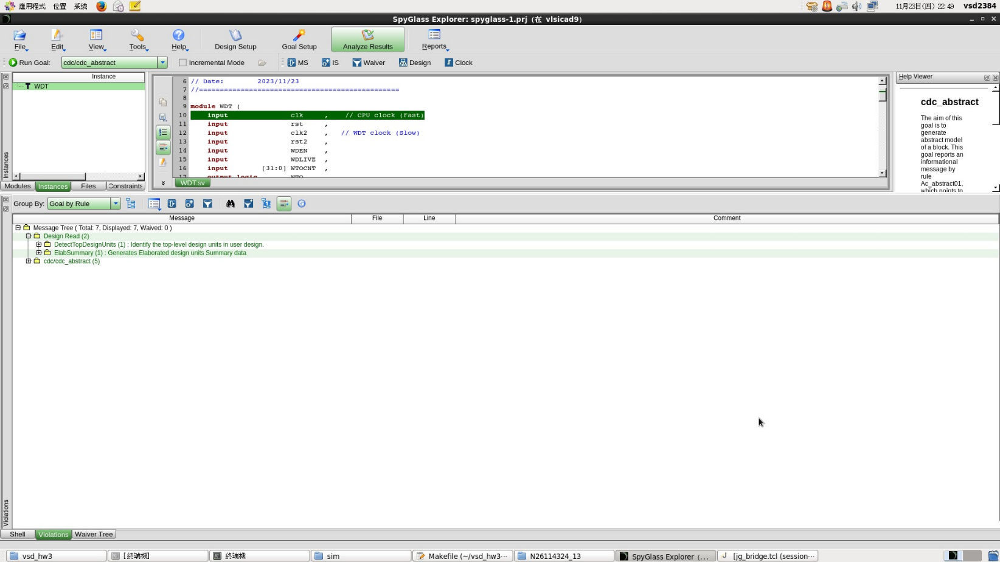 應用程式 位置 系統 11月23日(四) 22:49 vsd2384
SpyGlass Explorer: spyglass-1.prj (在 vlsicad9)
File Edit View Tools Help Design Setup Goal Setup Analyze Results Reports
Run Goal: cdc/cdc_abstract Incremental Mode MS IS Waiver Design Clock
Instance
WDT
Instances
Modules Instances Files Constraints
6 // Date: 2023/11/23
7 //================================================
8
9 module WDT (
10 input clk , // CPU clock (Fast)
11 input rst ,
12 input clk2 , // WDT clock (Slow)
13 input rst2 ,
14 input WDEN ,
15 input WDLIVE ,
16 input [31:0] WTOCNT ,
17 output logic WTO
WDT.sv
Help Viewer
cdc_abstract
The aim of this
goal is to
generate
abstract model
of a block. This
goal reports an
informational
message by
rule
Ac_abstract01,
which points to
Group By: Goal by Rule
Message File Line Comment
Message Tree ( Total: 7, Displayed: 7, Waived: 0 )
Design Read (2)
DetectTopDesignUnits (1) : Identify the top-level design units in user design.
ElabSummary (1) : Generates Elaborated design units Summary data
cdc/cdc_abstract (5)
Violations
Shell Violations Waiver Tree
vsd_hw3 [終端機] 終端機 sim Makefile (~/vsd_hw3··· N26114324_13 SpyGlass Explorer (... [jg_bridge.tcl (session···